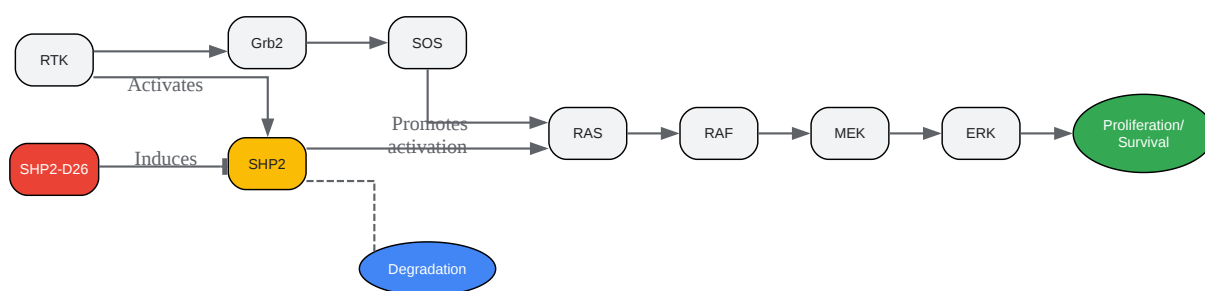 RTK
Grb2
SOS
Activates
Promotes
activation
RAS
RAF
MEK
ERK
Proliferation/
Survival
SHP2-D26
Induces
SHP2
Degradation